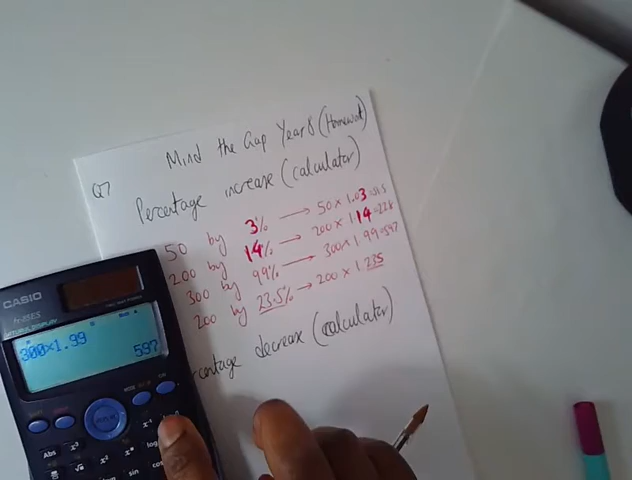 Mind the Gap Year 8 (Homework)
Q7
Percentage increase (calculator)
50 by 3% → 50 × 1.03 = 51.5
200 by 14% → 200 × 1.14 = 228
300 by 99% → 300 × 1.99 = 597
200 by 23.5% → 200 × 1.235
rcentage decrease (calculator)
CASIO
300×1.99
597